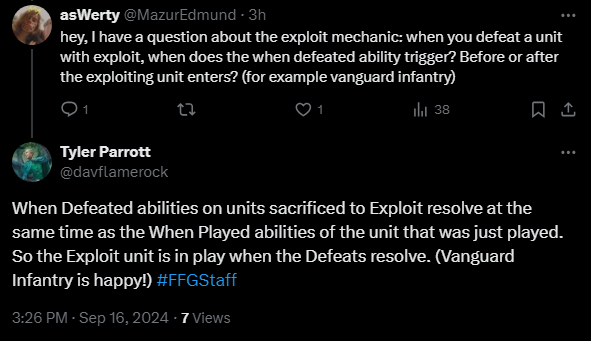 asWerty @MazurEdmund · 3h
hey, I have a question about the exploit mechanic: when you defeat a unit
with exploit, when does the when defeated ability trigger? Before or after
the exploiting unit enters? (for example vanguard infantry)
1 1 38
Tyler Parrott
@davflamerock
When Defeated abilities on units sacrificed to Exploit resolve at the
same time as the When Played abilities of the unit that was just played.
So the Exploit unit is in play when the Defeats resolve. (Vanguard
Infantry is happy!) #FFGStaff
3:26 PM · Sep 16, 2024 · 7 Views